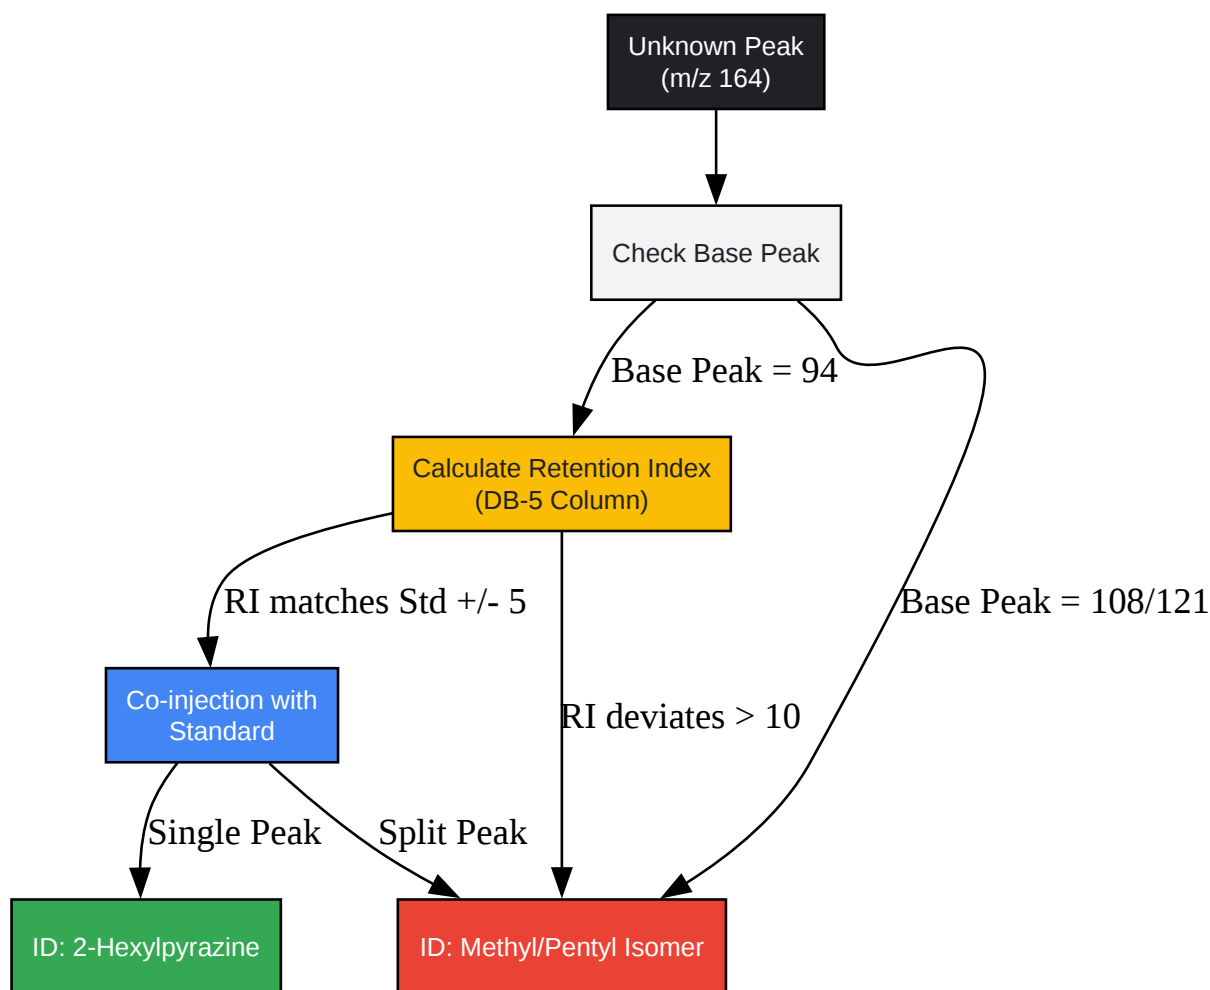 Unknown Peak
(m/z 164)
Check Base Peak
Base Peak = 94
Calculate Retention Index
(DB-5 Column)
RI matches Std +/- 5
Base Peak = 108/121
Co-injection with
Standard
RI deviates > 10
Single Peak
Split Peak
ID: 2-Hexylpyrazine
ID: Methyl/Pentyl Isomer